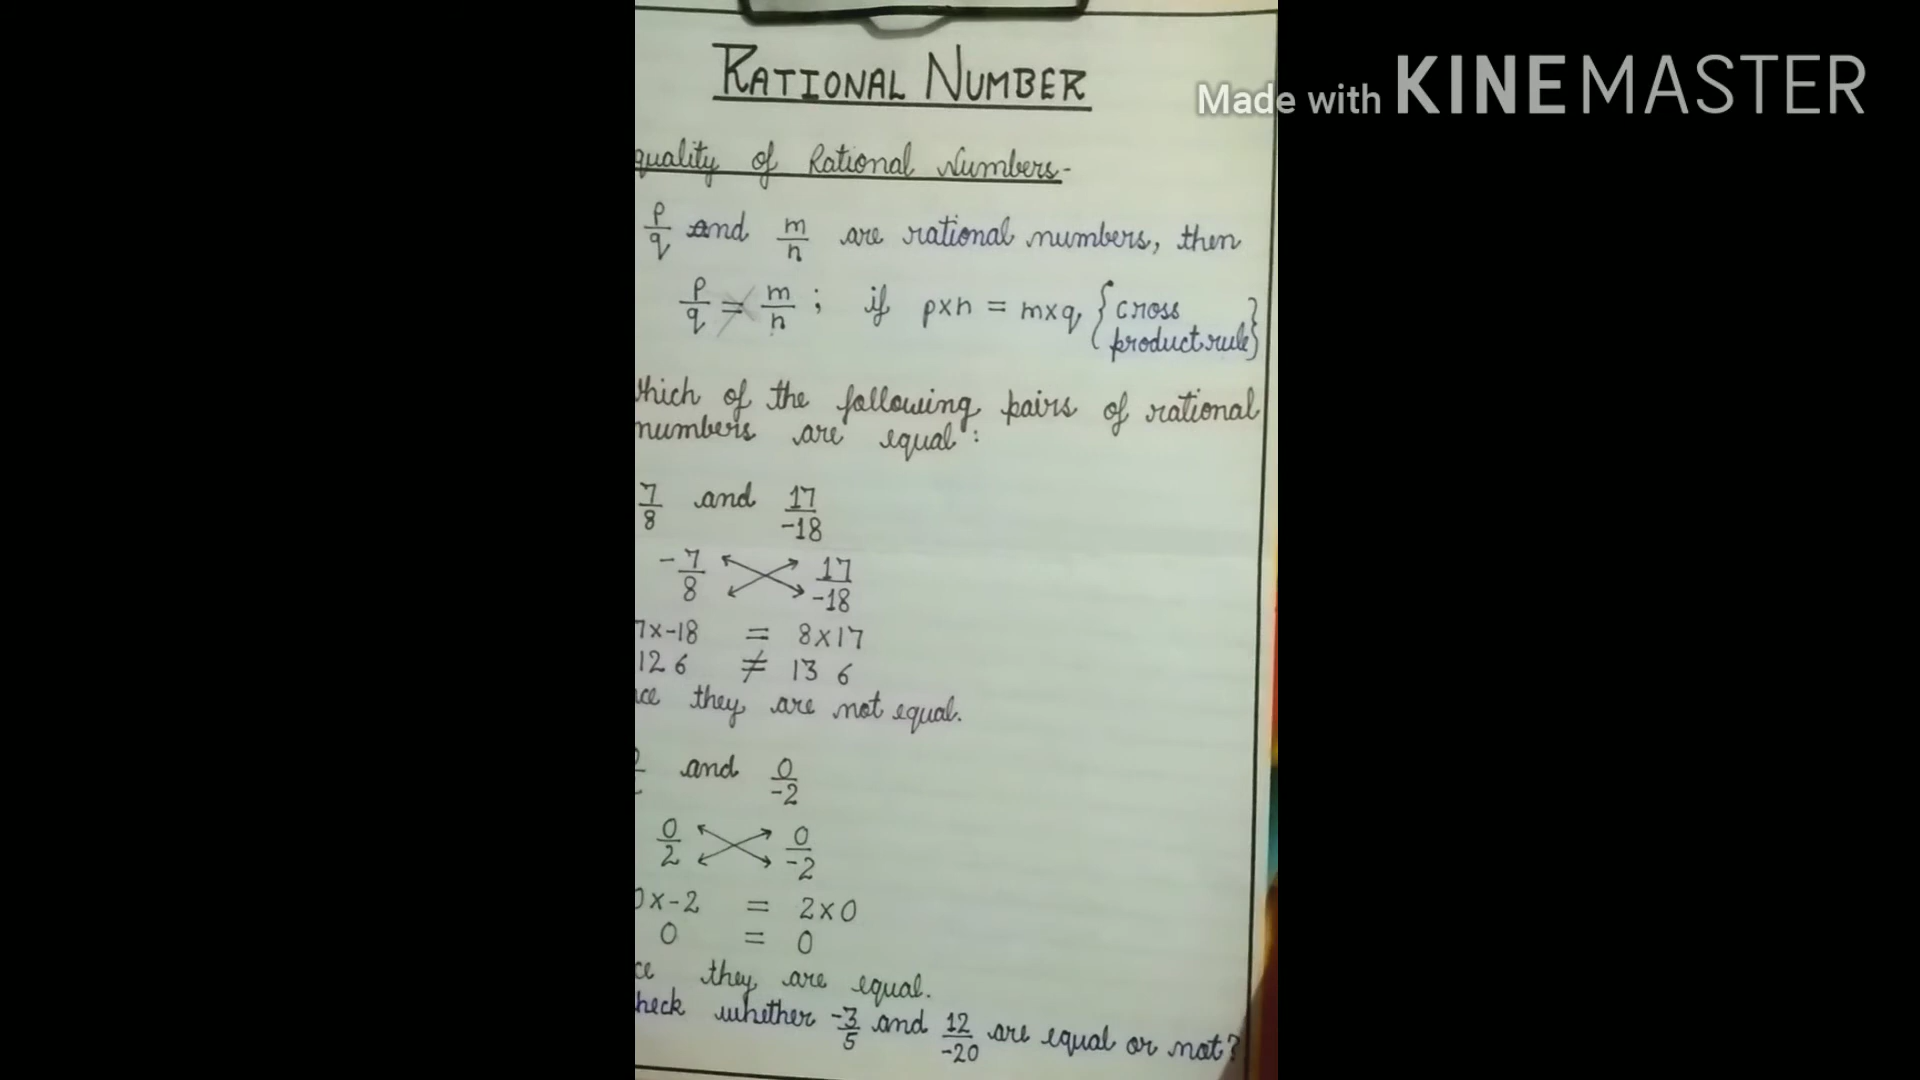 RATIONAL NUMBER
Made with KINEMASTER
quality of Rational Numbers-
p/q and m/n are rational numbers, then
p/q = m/n ; if p×n = m×q {cross product rule}
which of the following pairs of rational
numbers are equal :
7/8 and 17/-18
-7/8 17/-18
7×-18 = 8×17
126 ≠ 136
ce they are not equal.
and 0/-2
0/2 0/-2
0×-2 = 2×0
0 = 0
ce they are equal.
heck whether -3/5 and 12/-20 are equal or not?